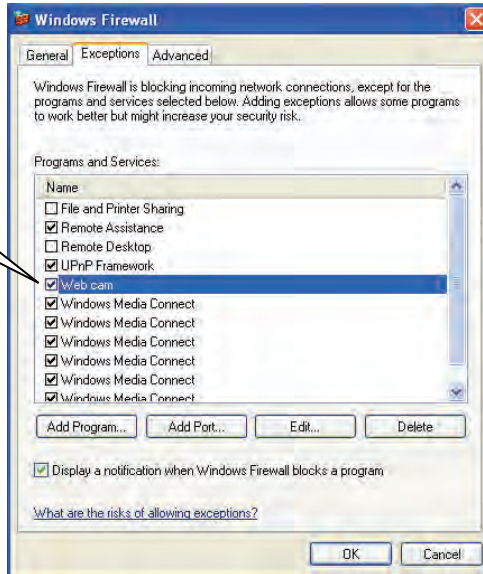 Windows Firewall
General Exceptions Advanced
Windows Firewall is blocking incoming network connections, except for the
programs and services selected below. Adding exceptions allows some programs
to work better but might increase your security risk.
Programs and Services:
Name
File and Printer Sharing
Remote Assistance
Remote Desktop
UPnP Framework
Web cam
Windows Media Connect
Windows Media Connect
Windows Media Connect
Windows Media Connect
Windows Media Connect
Windows Media Connect
Add Program... Add Port... Edit... Delete
Display a notification when Windows Firewall blocks a program
What are the risks of allowing exceptions?
OK Cancel